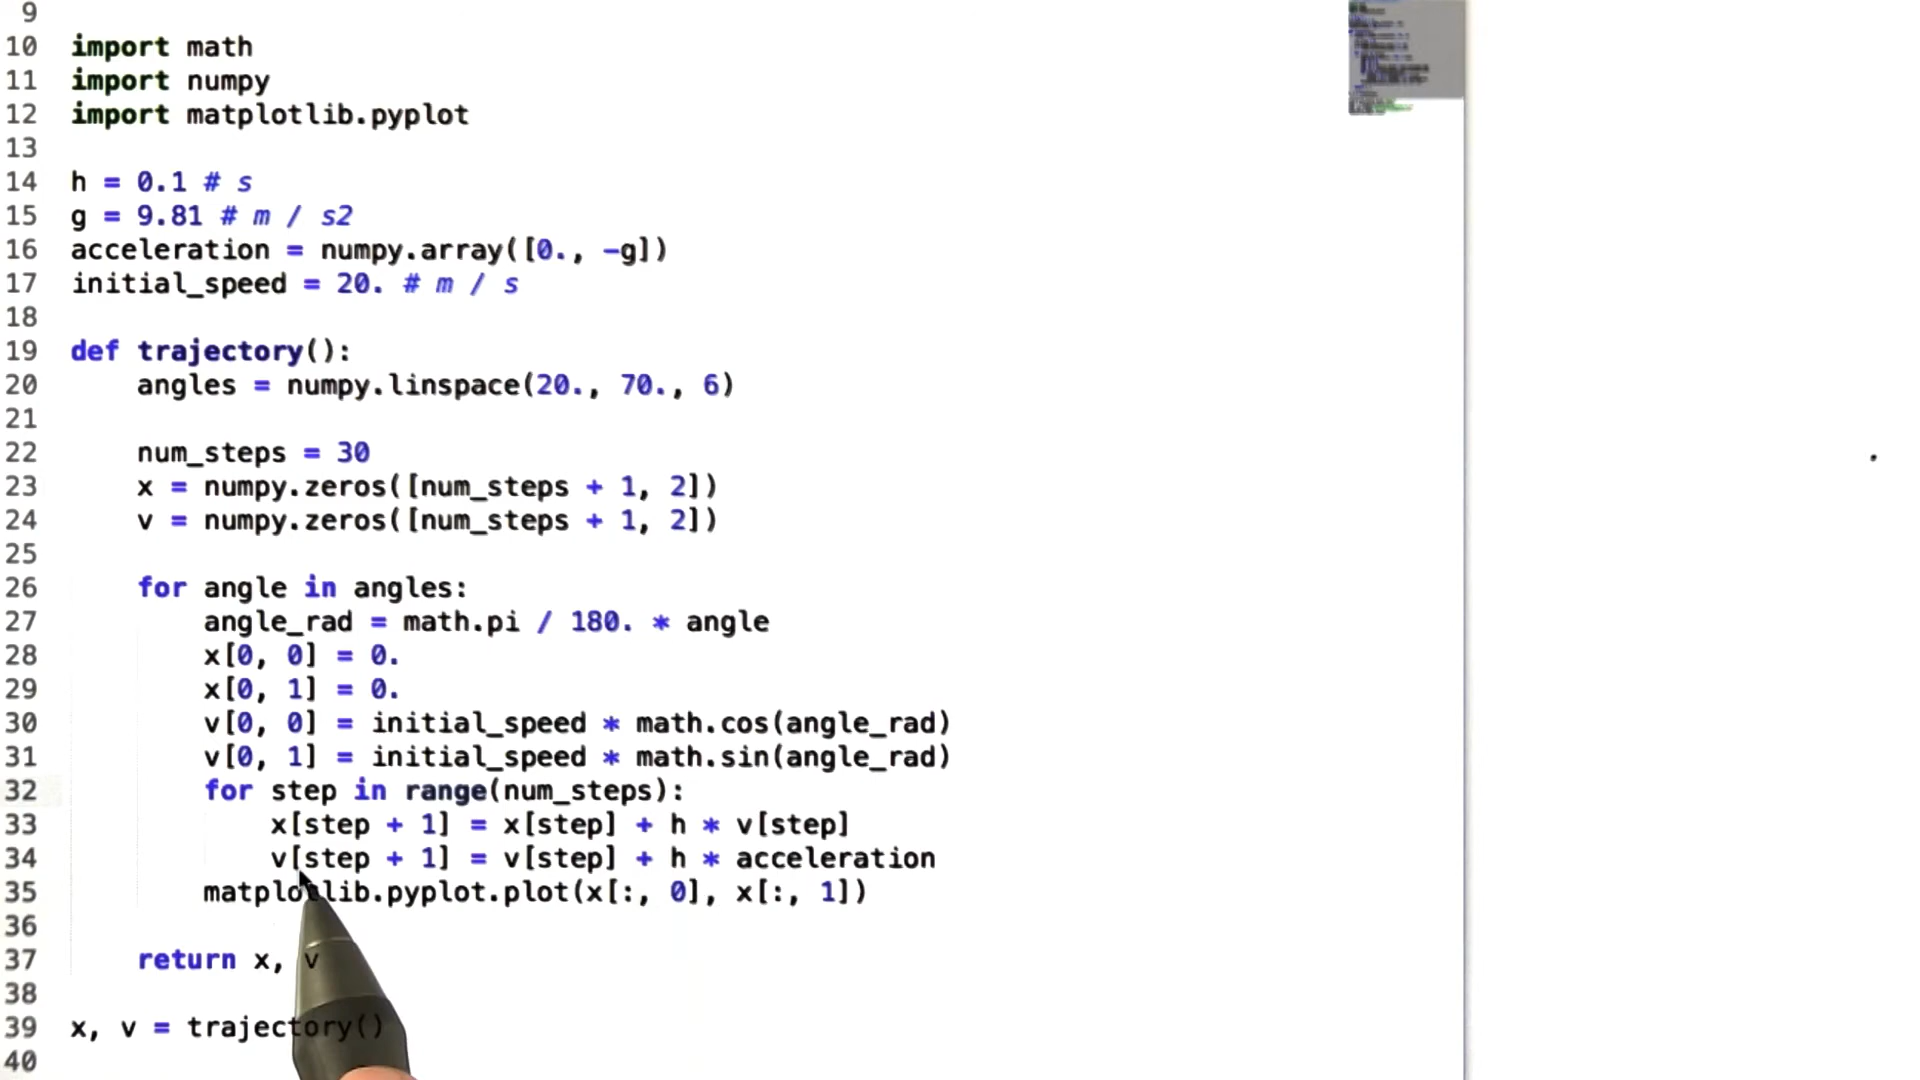 9
10 import math
11 import numpy
12 import matplotlib.pyplot
13
14 h = 0.1 # s
15 g = 9.81 # m / s2
16 acceleration = numpy.array([0., -g])
17 initial_speed = 20. # m / s
18
19 def trajectory():
20     angles = numpy.linspace(20., 70., 6)
21
22     num_steps = 30
23     x = numpy.zeros([num_steps + 1, 2])
24     v = numpy.zeros([num_steps + 1, 2])
25
26     for angle in angles:
27         angle_rad = math.pi / 180. * angle
28         x[0, 0] = 0.
29         x[0, 1] = 0.
30         v[0, 0] = initial_speed * math.cos(angle_rad)
31         v[0, 1] = initial_speed * math.sin(angle_rad)
32         for step in range(num_steps):
33             x[step + 1] = x[step] + h * v[step]
34             v[step + 1] = v[step] + h * acceleration
35         matplotlib.pyplot.plot(x[:, 0], x[:, 1])
36
37     return x, v
38
39 x, v = trajectory()
40